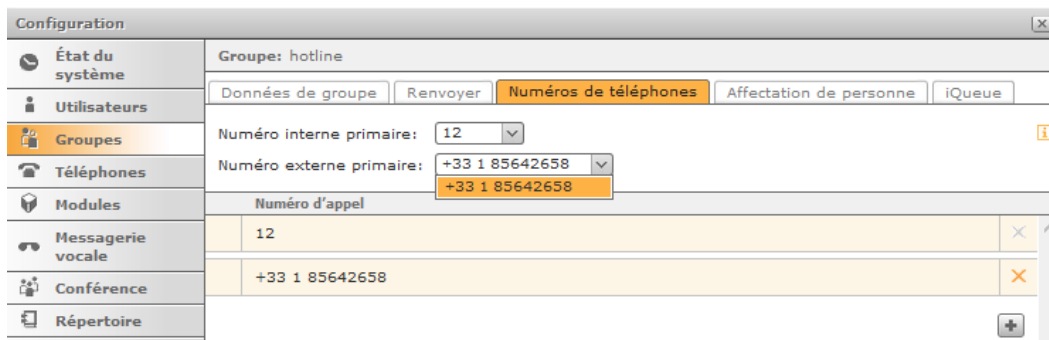 Configuration
État du
système
Utilisateurs
Groupes
Téléphones
Modules
Messagerie
vocale
Conférence
Répertoire
Groupe: hotline
Données de groupe Renvoyer Numéros de téléphones Affectation de personne iQueue
Numéro interne primaire: 12
Numéro externe primaire: +33 1 85642658
+33 1 85642658
Numéro d'appel
12
+33 1 85642658